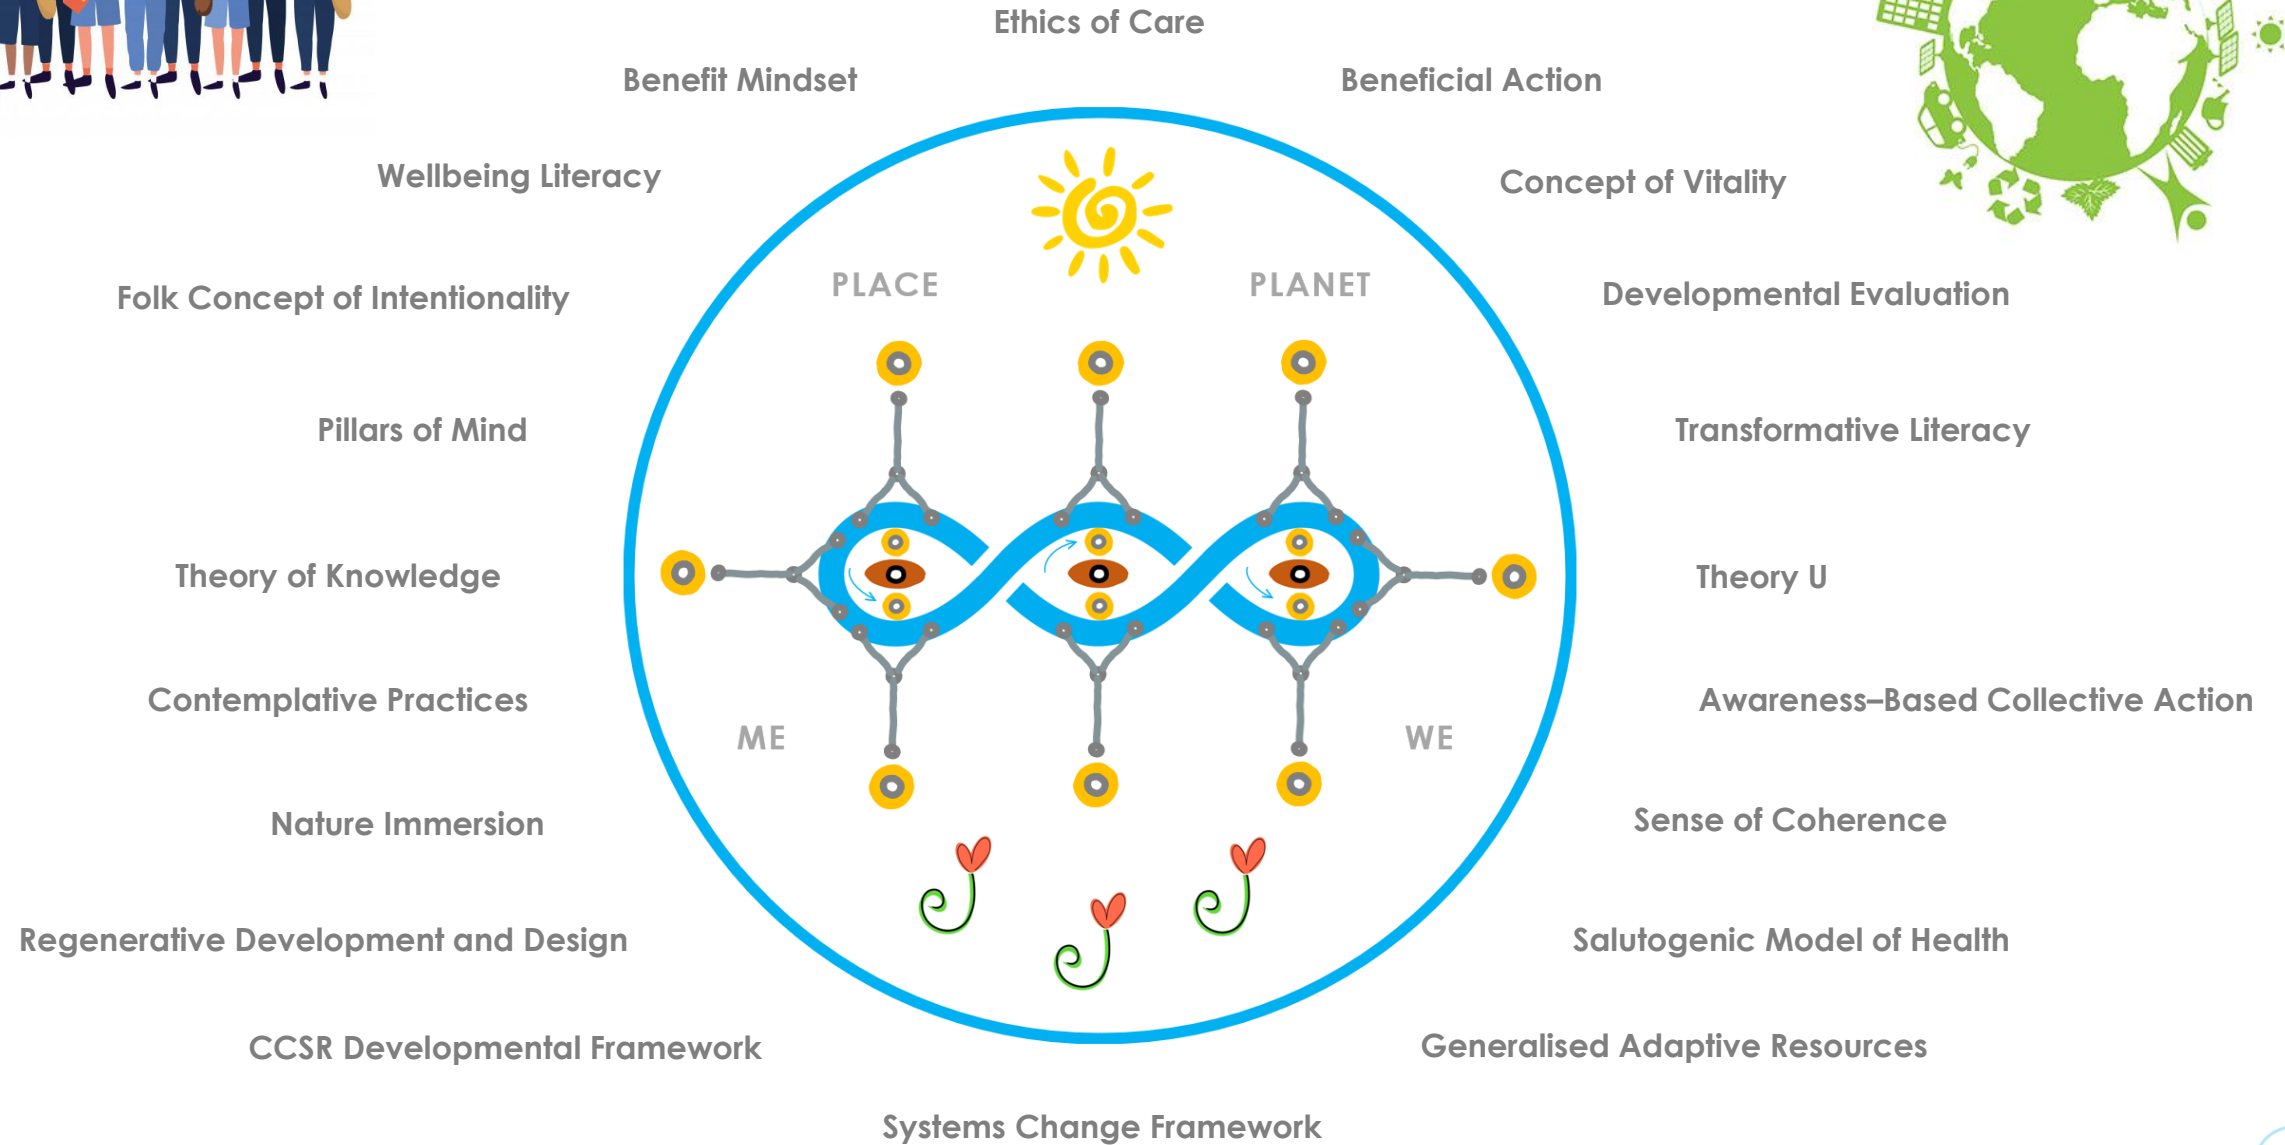 Ethics of Care
Benefit Mindset
Beneficial Action
Wellbeing Literacy
Concept of Vitality
PLACE
PLANET
Folk Concept of Intentionality
Developmental Evaluation
Pillars of Mind
Transformative Literacy
Theory of Knowledge
Theory U
Contemplative Practices
Awareness–Based Collective Action
ME
WE
Nature Immersion
Sense of Coherence
Regenerative Development and Design
Salutogenic Model of Health
CCSR Developmental Framework
Generalised Adaptive Resources
Systems Change Framework